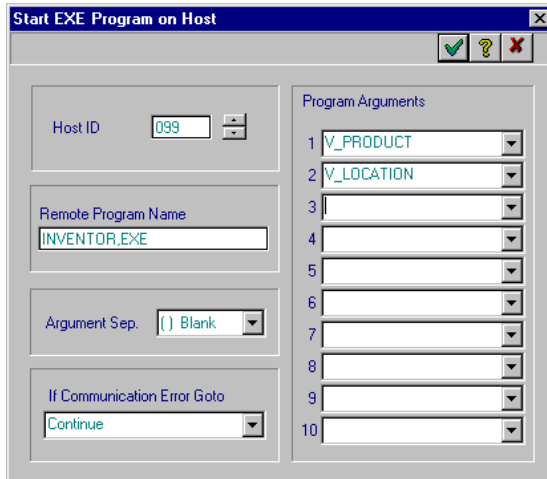 Start EXE Program on Host
Host ID 099
Remote Program Name
INVENTOR,EXE
Argument Sep. ( ) Blank
If Communication Error Goto
Continue
Program Arguments
1 V_PRODUCT
2 V_LOCATION
3
4
5
6
7
8
9
10